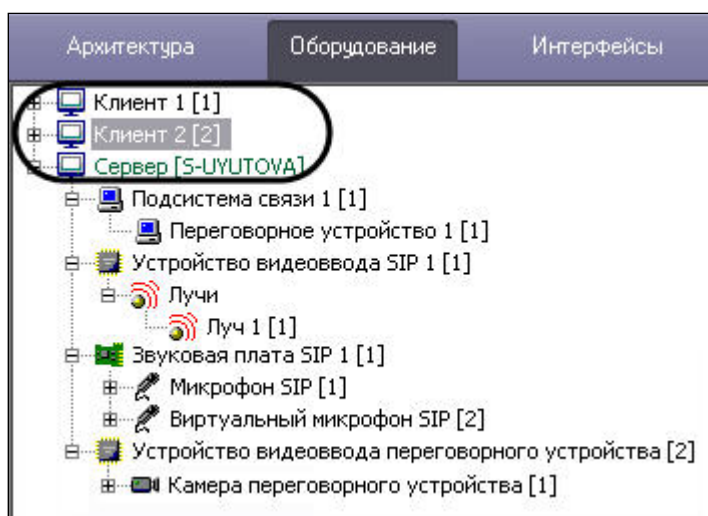 Архитектура Оборудование Интерфейсы
Клиент 1 [1]
Клиент 2 [2]
Сервер [S-UYUTOVA]
Подсистема связи 1 [1]
Переговорное устройство 1 [1]
Устройство видеоввода SIP 1 [1]
Лучи
Луч 1 [1]
Звуковая плата SIP 1 [1]
Микрофон SIP [1]
Виртуальный микрофон SIP [2]
Устройство видеоввода переговорного устройства [2]
Камера переговорного устройства [1]